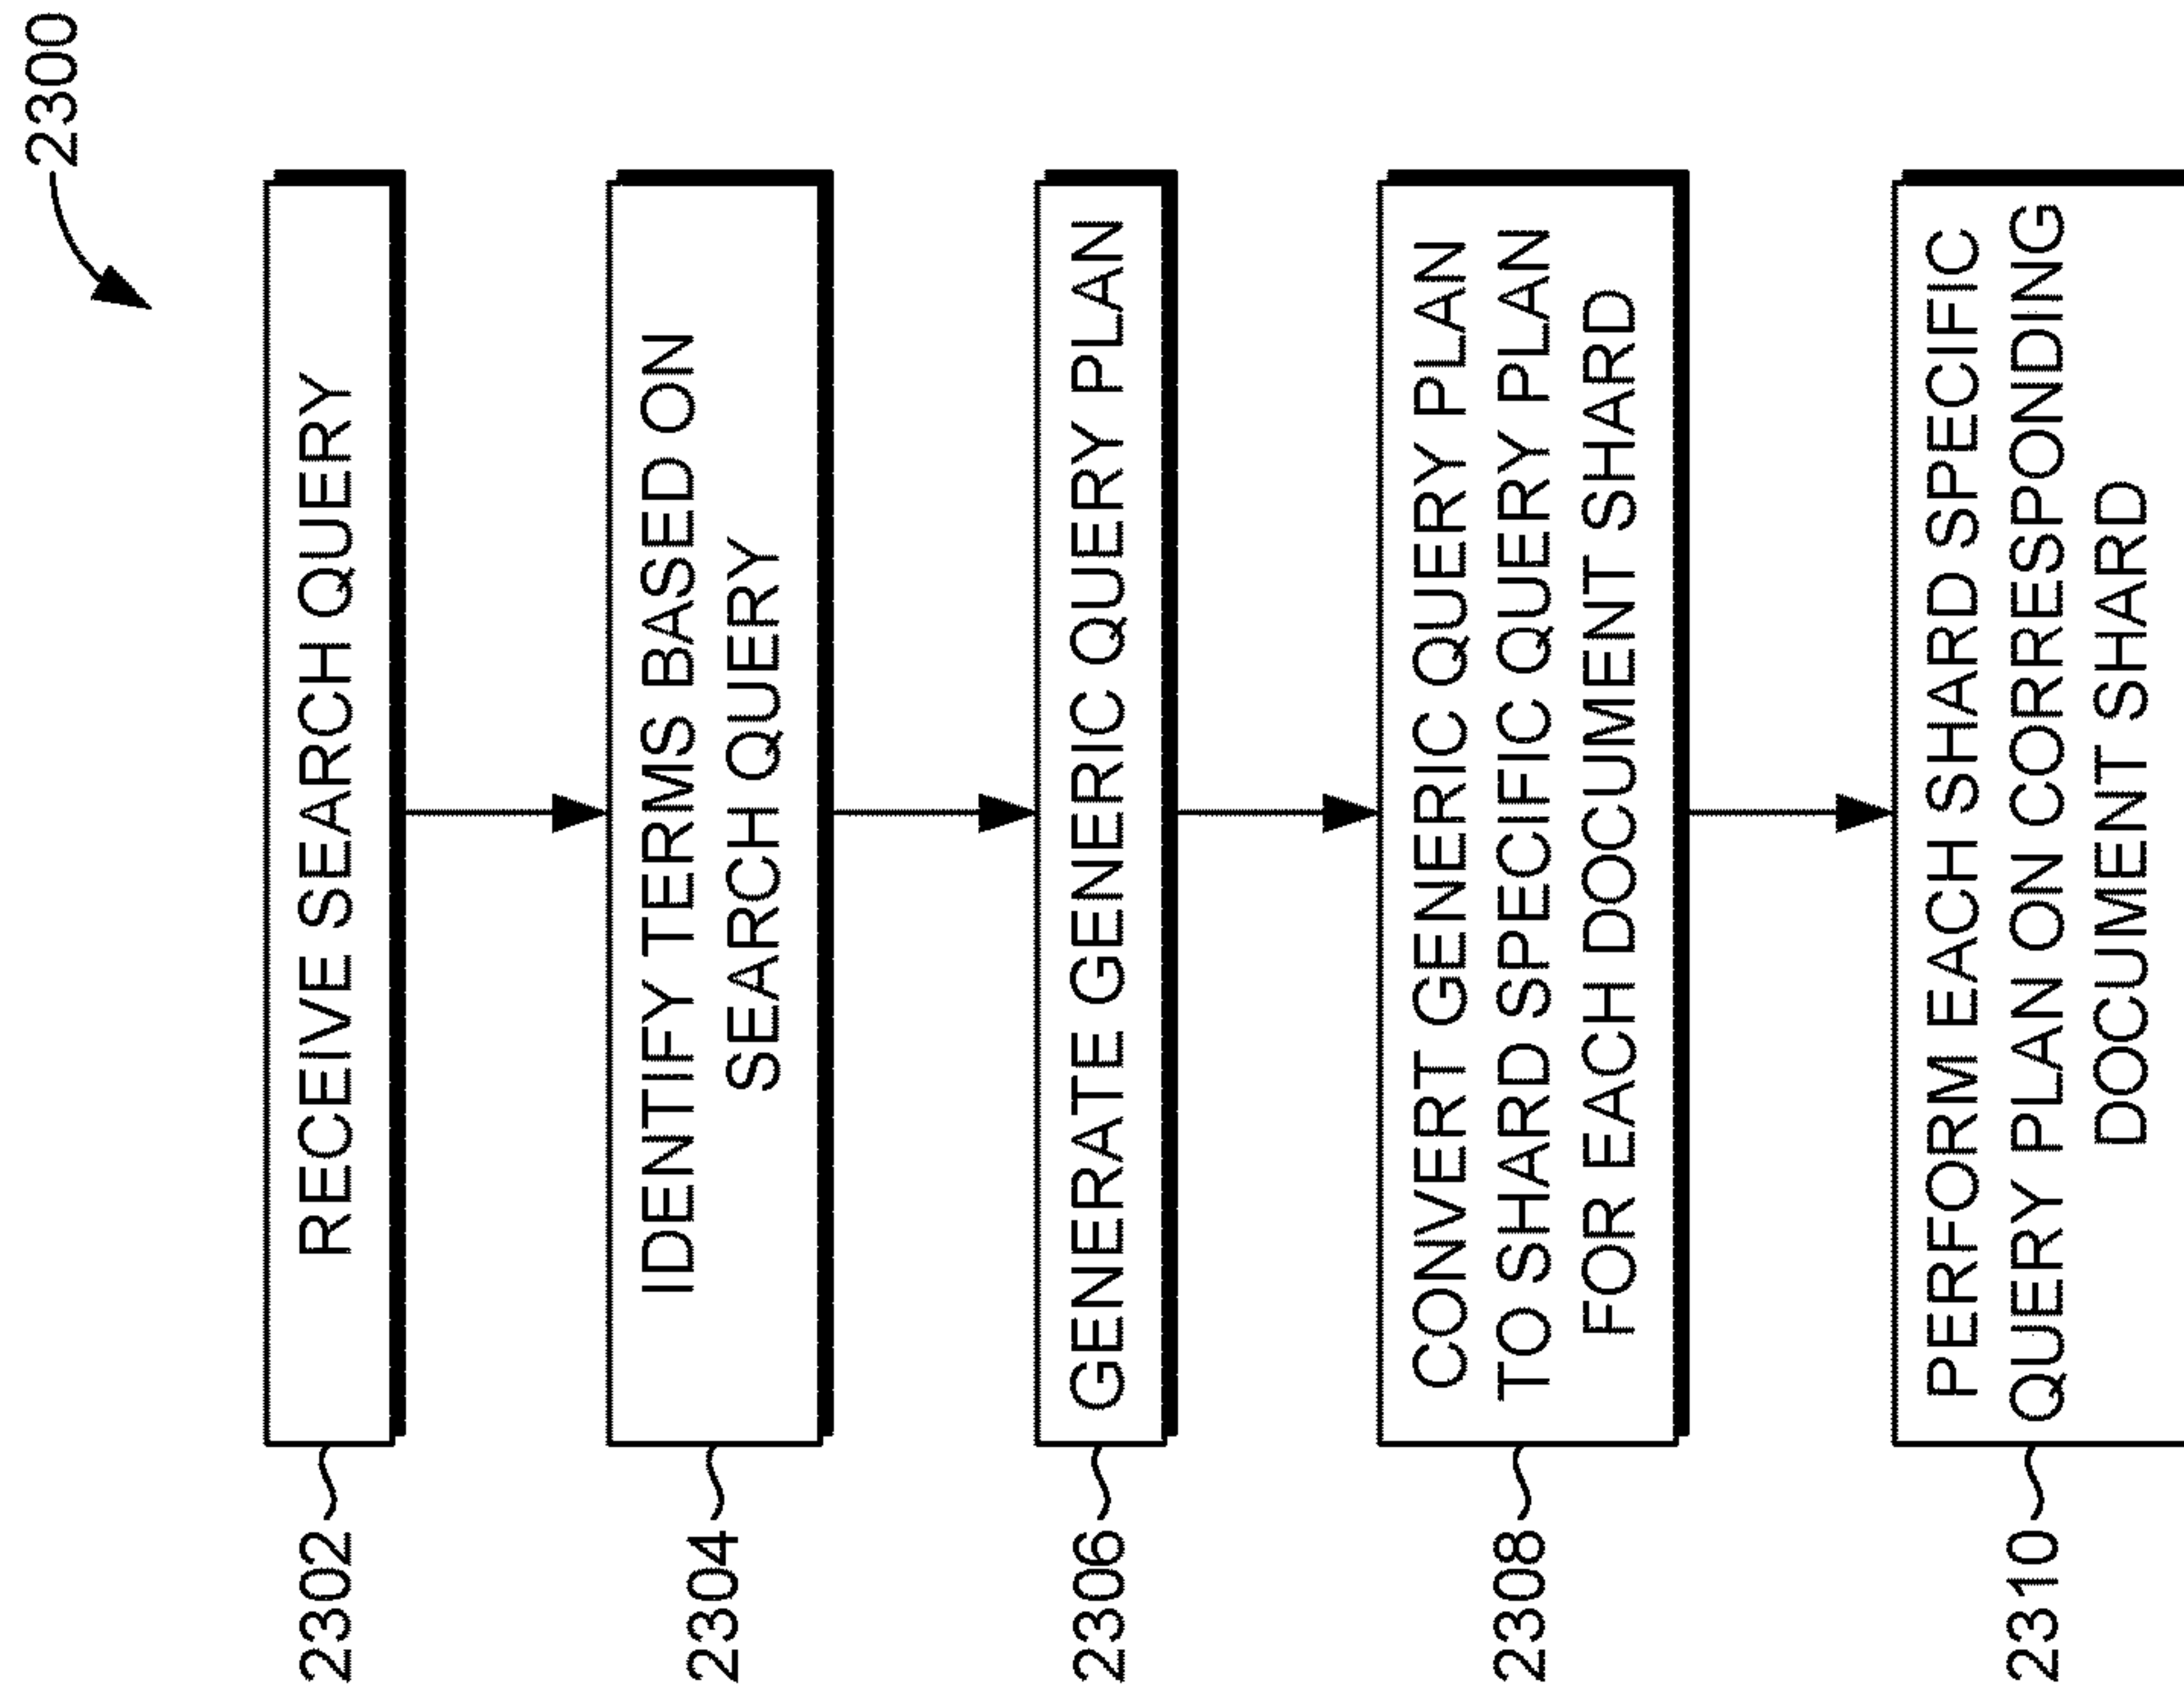 2300
2302
RECEIVE SEARCH QUERY
2304
IDENTIFY TERMS BASED ON
SEARCH QUERY
2306
GENERATE GENERIC QUERY PLAN
2308
CONVERT GENERIC QUERY PLAN
TO SHARD SPECIFIC QUERY PLAN
FOR EACH DOCUMENT SHARD
2310
PERFORM EACH SHARD SPECIFIC
QUERY PLAN ON CORRESPONDING
DOCUMENT SHARD